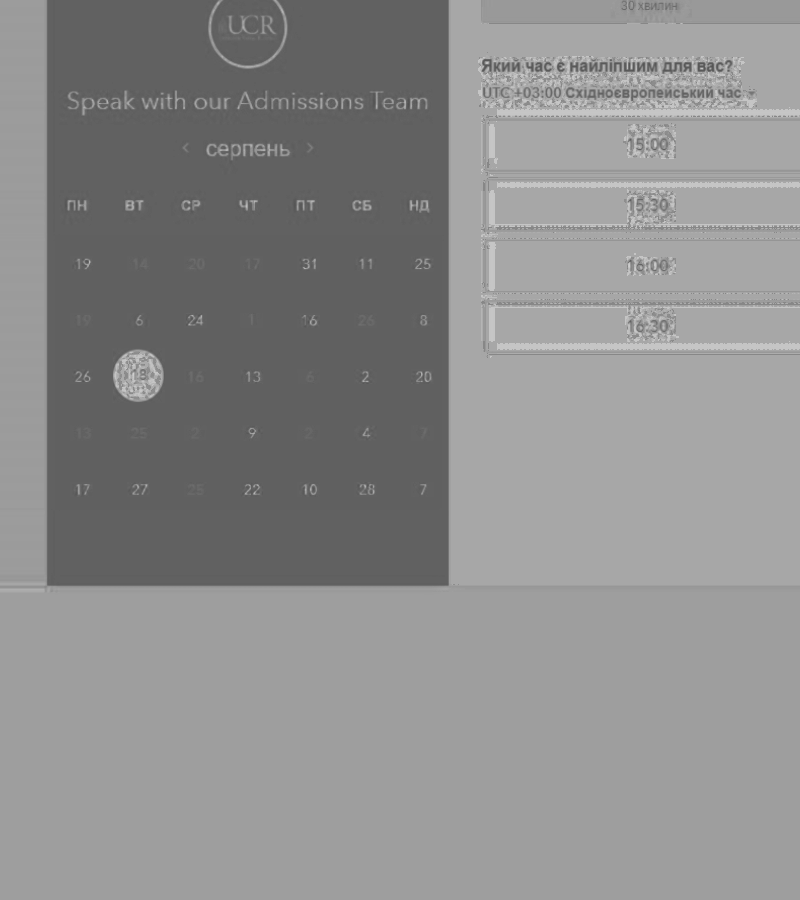 UCR
Speak with our Admissions Team
‹ серпень ›
ПН ВТ СР ЧТ ПТ СБ НД
19 14 20 17 31 11 25
19 6 24 1 16 26 8
26 18 16 13 6 2 20
13 25 2 9 2 4 7
17 27 25 22 10 28 7
30 хвилин
Який час є найліпшим для вас?
UTC +03:00 Східноєвропейський час
15:00
15:30
16:00
16:30